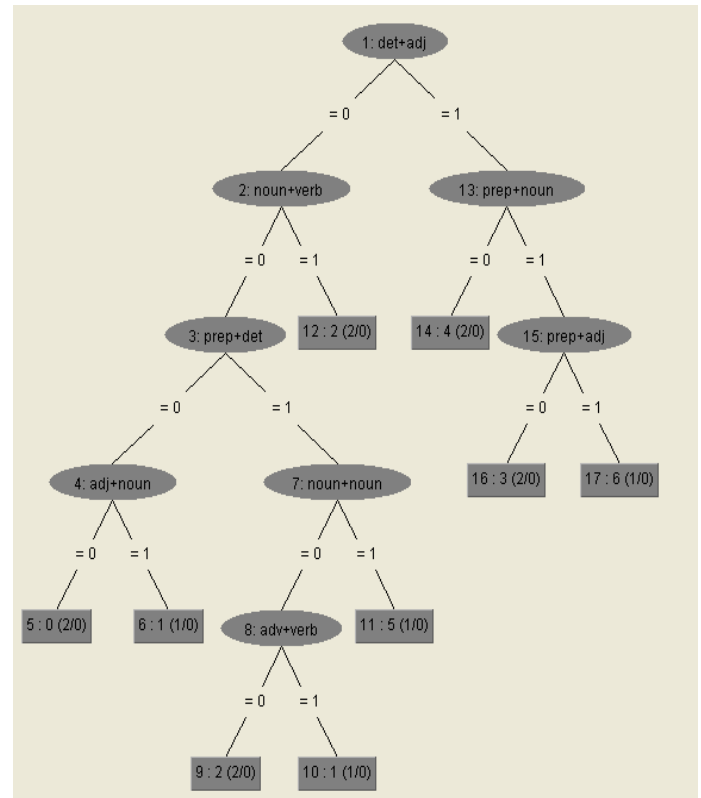 1: det+adj
= 0
= 1
2: noun+verb
13: prep+noun
= 0
= 1
= 0
= 1
3: prep+det
12 : 2 (2/0)
14 : 4 (2/0)
15: prep+adj
= 0
= 1
= 0
= 1
4: adj+noun
7: noun+noun
16 : 3 (2/0)
17 : 6 (1/0)
= 0
= 1
= 0
= 1
5 : 0 (2/0)
6 : 1 (1/0)
8: adv+verb
11 : 5 (1/0)
= 0
= 1
9 : 2 (2/0)
10 : 1 (1/0)